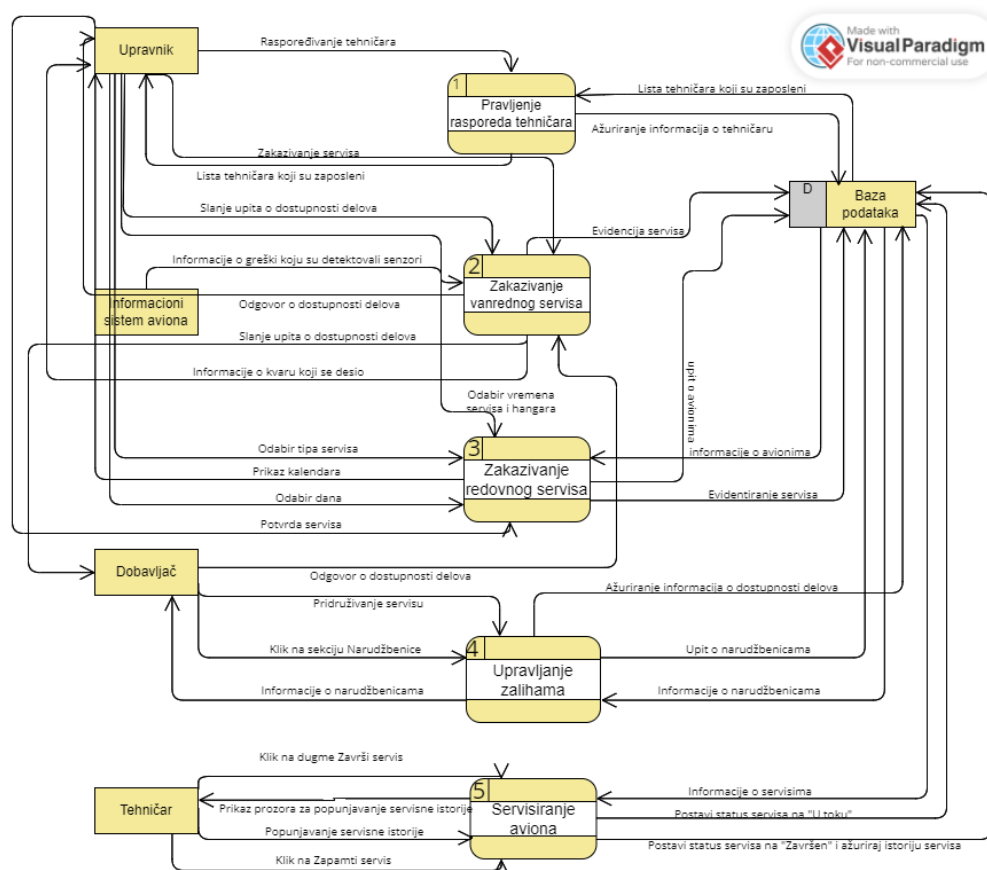 Made with
Visual Paradigm
For non-commercial use
Upravnik
Raspoređivanje tehničara
1
Pravljenje
rasporeda tehničara
Lista tehničara koji su zaposleni
Ažuriranje informacija o tehničaru
Zakazivanje servisa
Lista tehničara koji su zaposleni
D
Baza
podataka
Slanje upita o dostupnosti delova
Evidencija servisa
Informacije o greški koju su detektovali senzori
2
Zakazivanje
vanrednog servisa
Informacioni
sistem aviona
Odgovor o dostupnosti delova
Slanje upita o dostupnosti delova
Informacije o kvaru koji se desio
Odabir vremena
servisa i hangara
upit o avionima
Odabir tipa servisa
3
Zakazivanje
redovnog servisa
informacije o avionima
Prikaz kalendara
Odabir dana
Evidentiranje servisa
Potvrda servisa
Dobavljač
Odgovor o dostupnosti delova
Ažuriranje informacija o dostupnosti delova
Pridruživanje servisu
Klik na sekciju Narudžbenice
4
Upravljanje
zalihama
Upit o narudžbenicama
Informacije o narudžbenicama
Informacije o narudžbenicama
Klik na dugme Završi servis
Tehničar
5
Servisiranje
aviona
Informacije o servisima
Prikaz prozora za popunjavanje servisne istorije
Postavi status servisa na "U toku"
Popunjavanje servisne istorije
Postavi status servisa na "Završen" i ažuriraj istoriju servisa
Klik na Zapamti servis